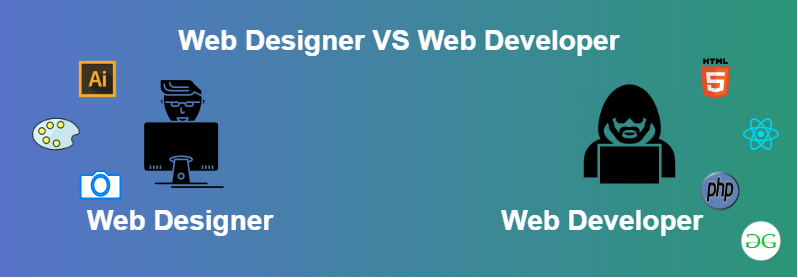 Web Designer VS Web Developer
Ai
HTML
5
php
Web Designer
Web Developer
GG